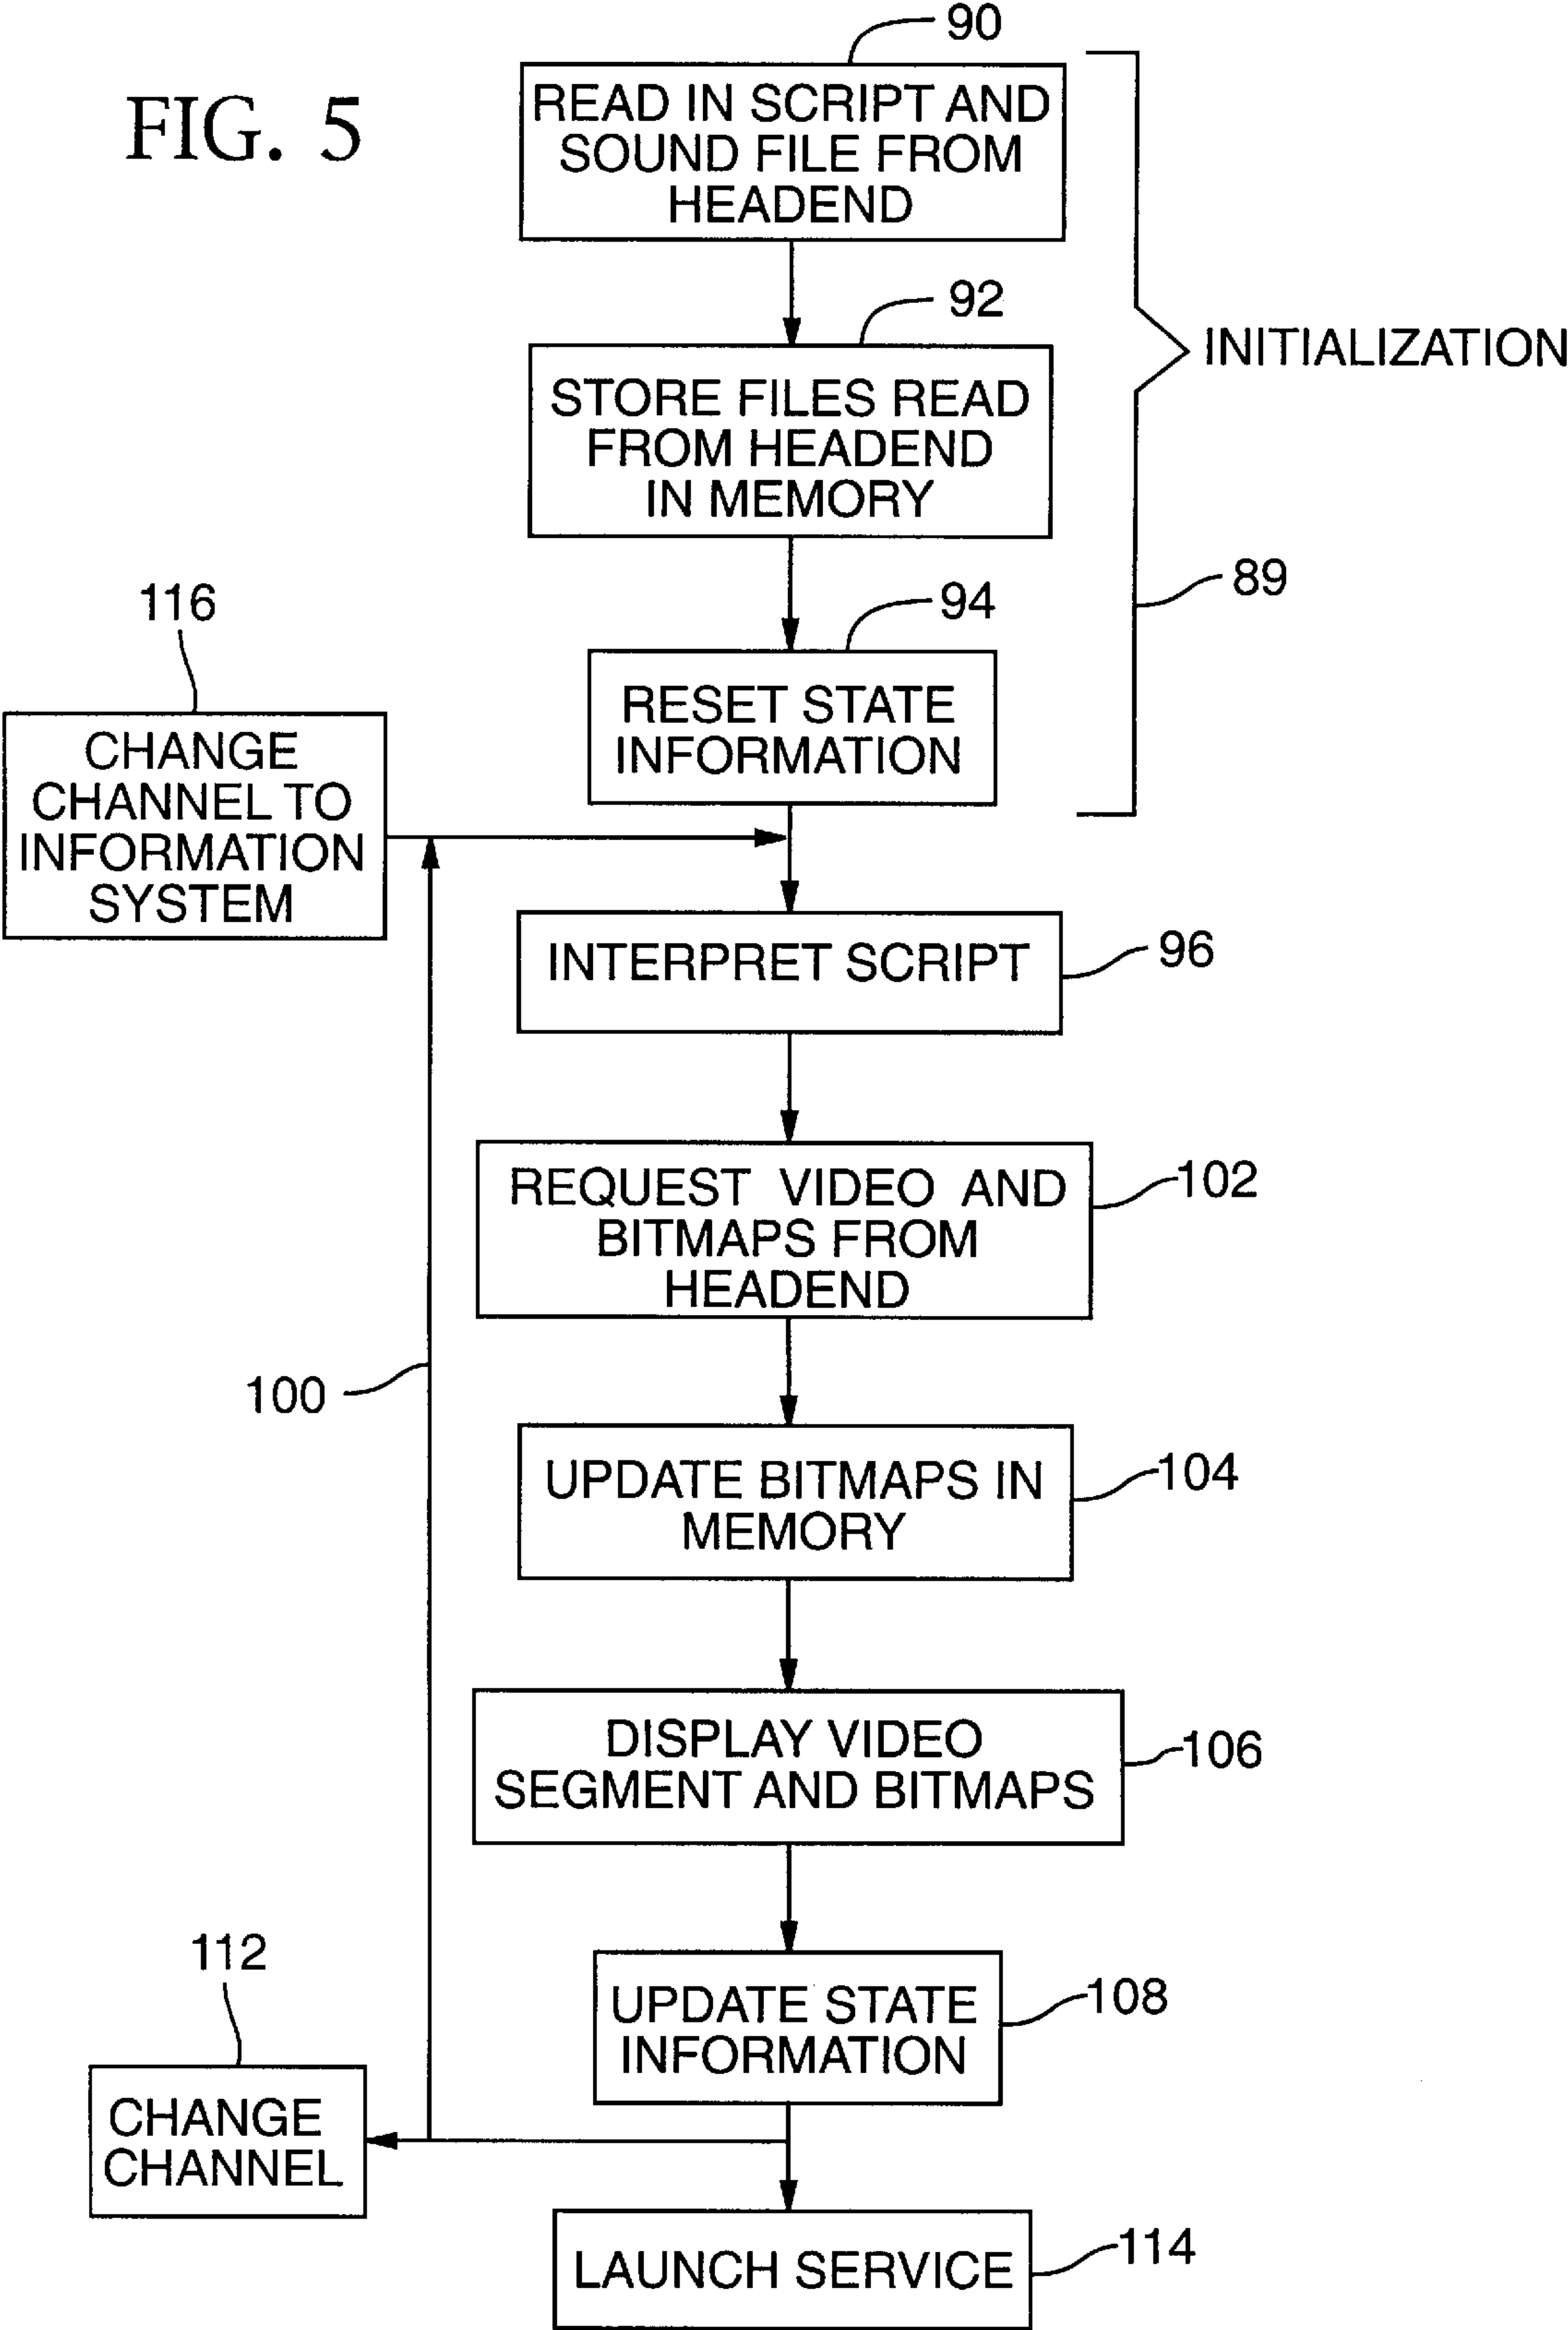 FIG. 5
90
READ IN SCRIPT AND
SOUND FILE FROM
HEADEND
92
STORE FILES READ
FROM HEADEND
IN MEMORY
INITIALIZATION
89
94
RESET STATE
INFORMATION
116
CHANGE
CHANNEL TO
INFORMATION
SYSTEM
INTERPRET SCRIPT
96
REQUEST VIDEO AND
BITMAPS FROM
HEADEND
102
100
UPDATE BITMAPS IN
MEMORY
104
DISPLAY VIDEO
SEGMENT AND BITMAPS
106
UPDATE STATE
INFORMATION
108
112
CHANGE
CHANNEL
LAUNCH SERVICE
114